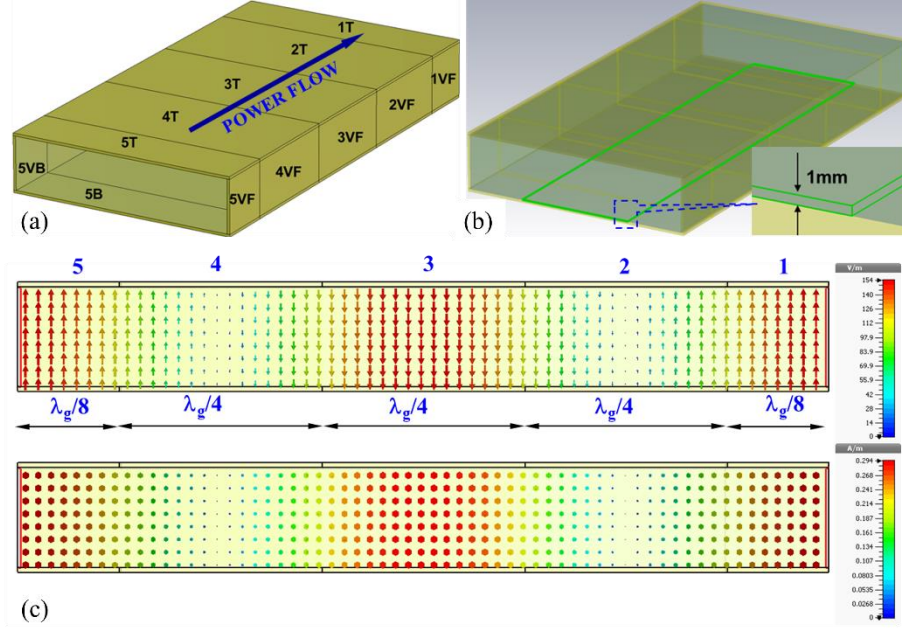 (a)
1T
2T
3T
4T
5T
POWER FLOW
1VF
2VF
3VF
4VF
5VF
5VB
5B
(b)
1mm
5 4 3 2 1
V/m
154
140
126
112
97.9
83.9
69.9
55.9
42
28
14
0
λg/8 λg/4 λg/4 λg/4 λg/8
A/m
0.294
0.268
0.241
0.214
0.187
0.161
0.134
0.107
0.0803
0.0535
0.0268
0
(c)